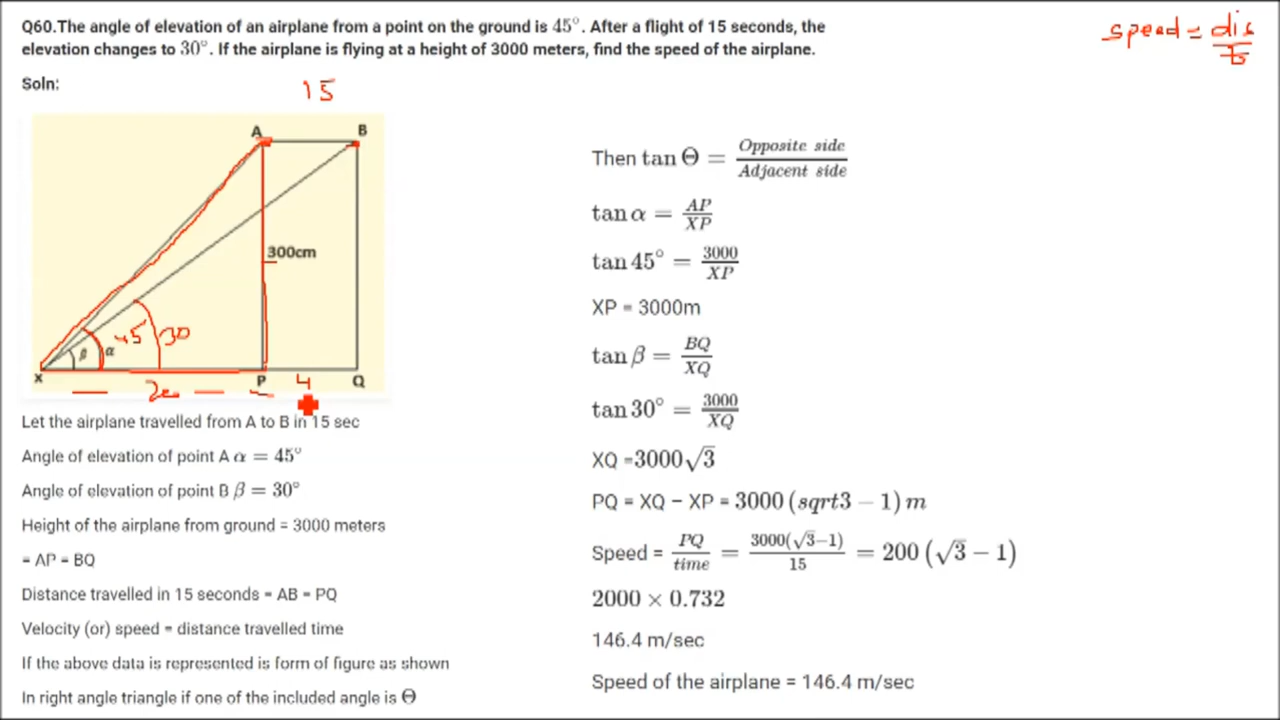 Q60.The angle of elevation of an airplane from a point on the ground is 45°. After a flight of 15 seconds, the
elevation changes to 30°. If the airplane is flying at a height of 3000 meters, find the speed of the airplane.
speed = dis
Soln:
15
A
B
300cm
45
30
β
α
X
P
Q
4
Let the airplane travelled from A to B in 15 sec
Angle of elevation of point A α = 45°
Angle of elevation of point B β = 30°
Height of the airplane from ground = 3000 meters
= AP = BQ
Distance travelled in 15 seconds = AB = PQ
Velocity (or) speed = distance travelled time
If the above data is represented is form of figure as shown
In right angle triangle if one of the included angle is Θ
Then tan Θ = Opposite side / Adjacent side
tan α = AP / XP
tan 45° = 3000 / XP
XP = 3000m
tan β = BQ / XQ
tan 30° = 3000 / XQ
XQ =3000√3
PQ = XQ − XP = 3000 (sqrt3 − 1) m
Speed = PQ / time = 3000(√3−1) / 15 = 200 (√3 − 1)
2000 × 0.732
146.4 m/sec
Speed of the airplane = 146.4 m/sec